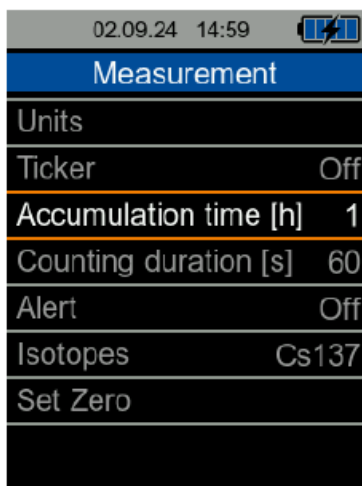 02.09.24 14:59
Measurement
Units
Ticker Off
Accumulation time [h] 1
Counting duration [s] 60
Alert Off
Isotopes Cs137
Set Zero